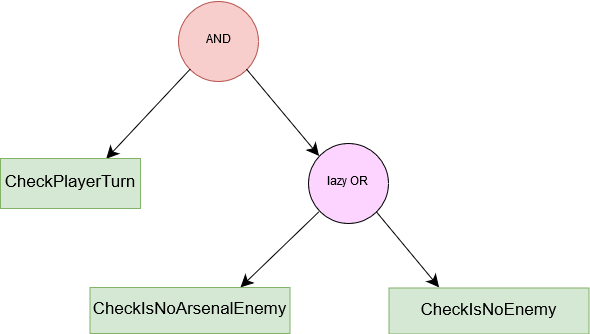 AND
CheckPlayerTurn
lazy OR
CheckIsNoArsenalEnemy
CheckIsNoEnemy